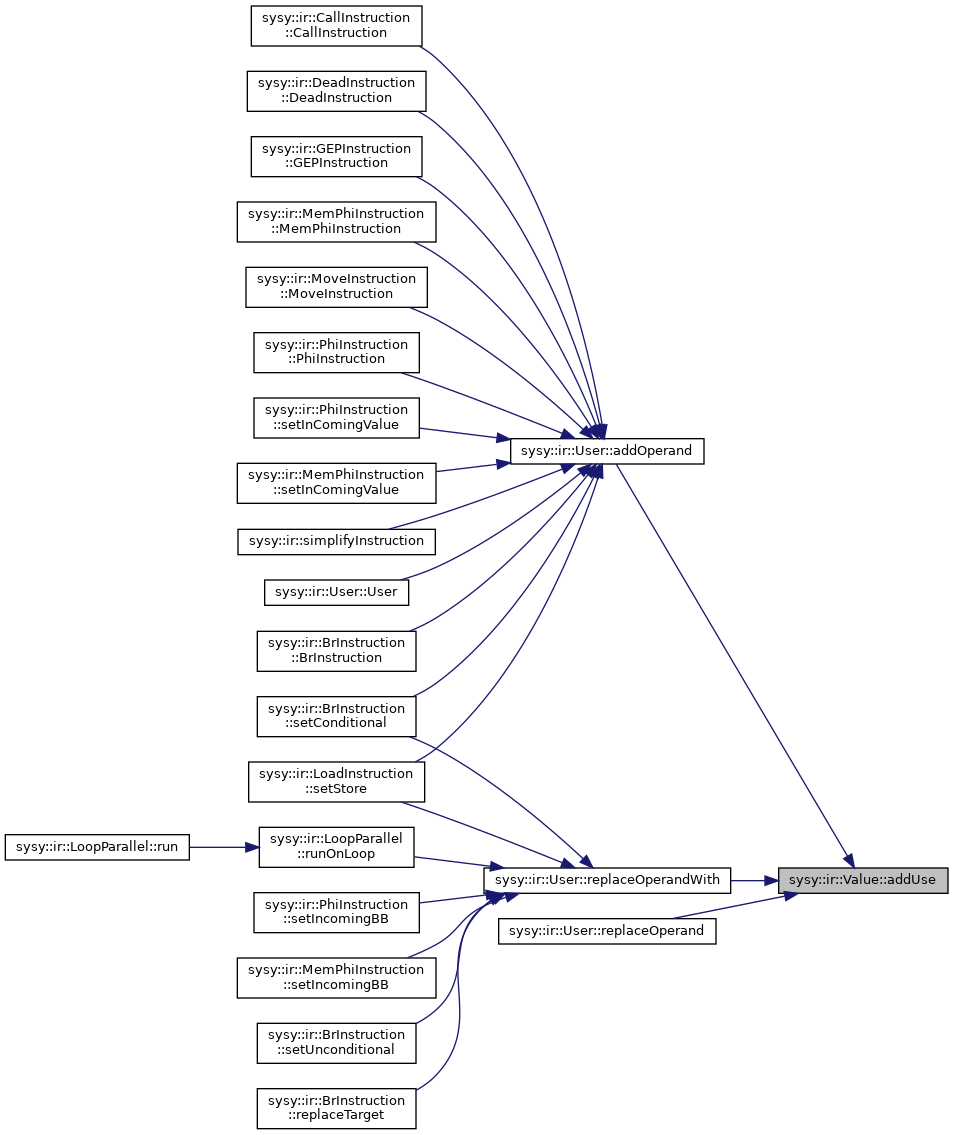 sysy::ir::CallInstruction
::CallInstruction
sysy::ir::DeadInstruction
::DeadInstruction
sysy::ir::GEPInstruction
::GEPInstruction
sysy::ir::MemPhiInstruction
::MemPhiInstruction
sysy::ir::MoveInstruction
::MoveInstruction
sysy::ir::PhiInstruction
::PhiInstruction
sysy::ir::PhiInstruction
::setInComingValue
sysy::ir::User::addOperand
sysy::ir::MemPhiInstruction
::setInComingValue
sysy::ir::simplifyInstruction
sysy::ir::User::User
sysy::ir::BrInstruction
::BrInstruction
sysy::ir::BrInstruction
::setConditional
sysy::ir::LoadInstruction
::setStore
sysy::ir::LoopParallel::run
sysy::ir::LoopParallel
::runOnLoop
sysy::ir::User::replaceOperandWith
sysy::ir::Value::addUse
sysy::ir::PhiInstruction
::setIncomingBB
sysy::ir::User::replaceOperand
sysy::ir::MemPhiInstruction
::setIncomingBB
sysy::ir::BrInstruction
::setUnconditional
sysy::ir::BrInstruction
::replaceTarget